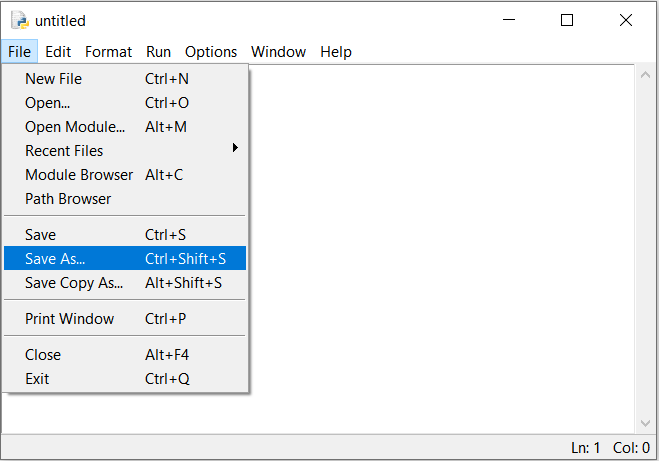 untitled
File Edit Format Run Options Window Help
New File Ctrl+N
Open... Ctrl+O
Open Module... Alt+M
Recent Files
Module Browser Alt+C
Path Browser
Save Ctrl+S
Save As... Ctrl+Shift+S
Save Copy As... Alt+Shift+S
Print Window Ctrl+P
Close Alt+F4
Exit Ctrl+Q
Ln: 1 Col: 0